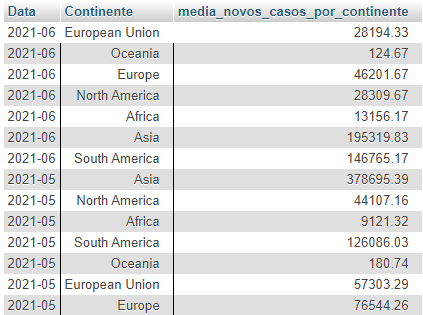 Data Continente media_novos_casos_por_continente
2021-06 European Union 28194.33
2021-06 Oceania 124.67
2021-06 Europe 46201.67
2021-06 North America 28309.67
2021-06 Africa 13156.17
2021-06 Asia 195319.83
2021-06 South America 146765.17
2021-05 Asia 378695.39
2021-05 North America 44107.16
2021-05 Africa 9121.32
2021-05 South America 126086.03
2021-05 Oceania 180.74
2021-05 European Union 57303.29
2021-05 Europe 76544.26